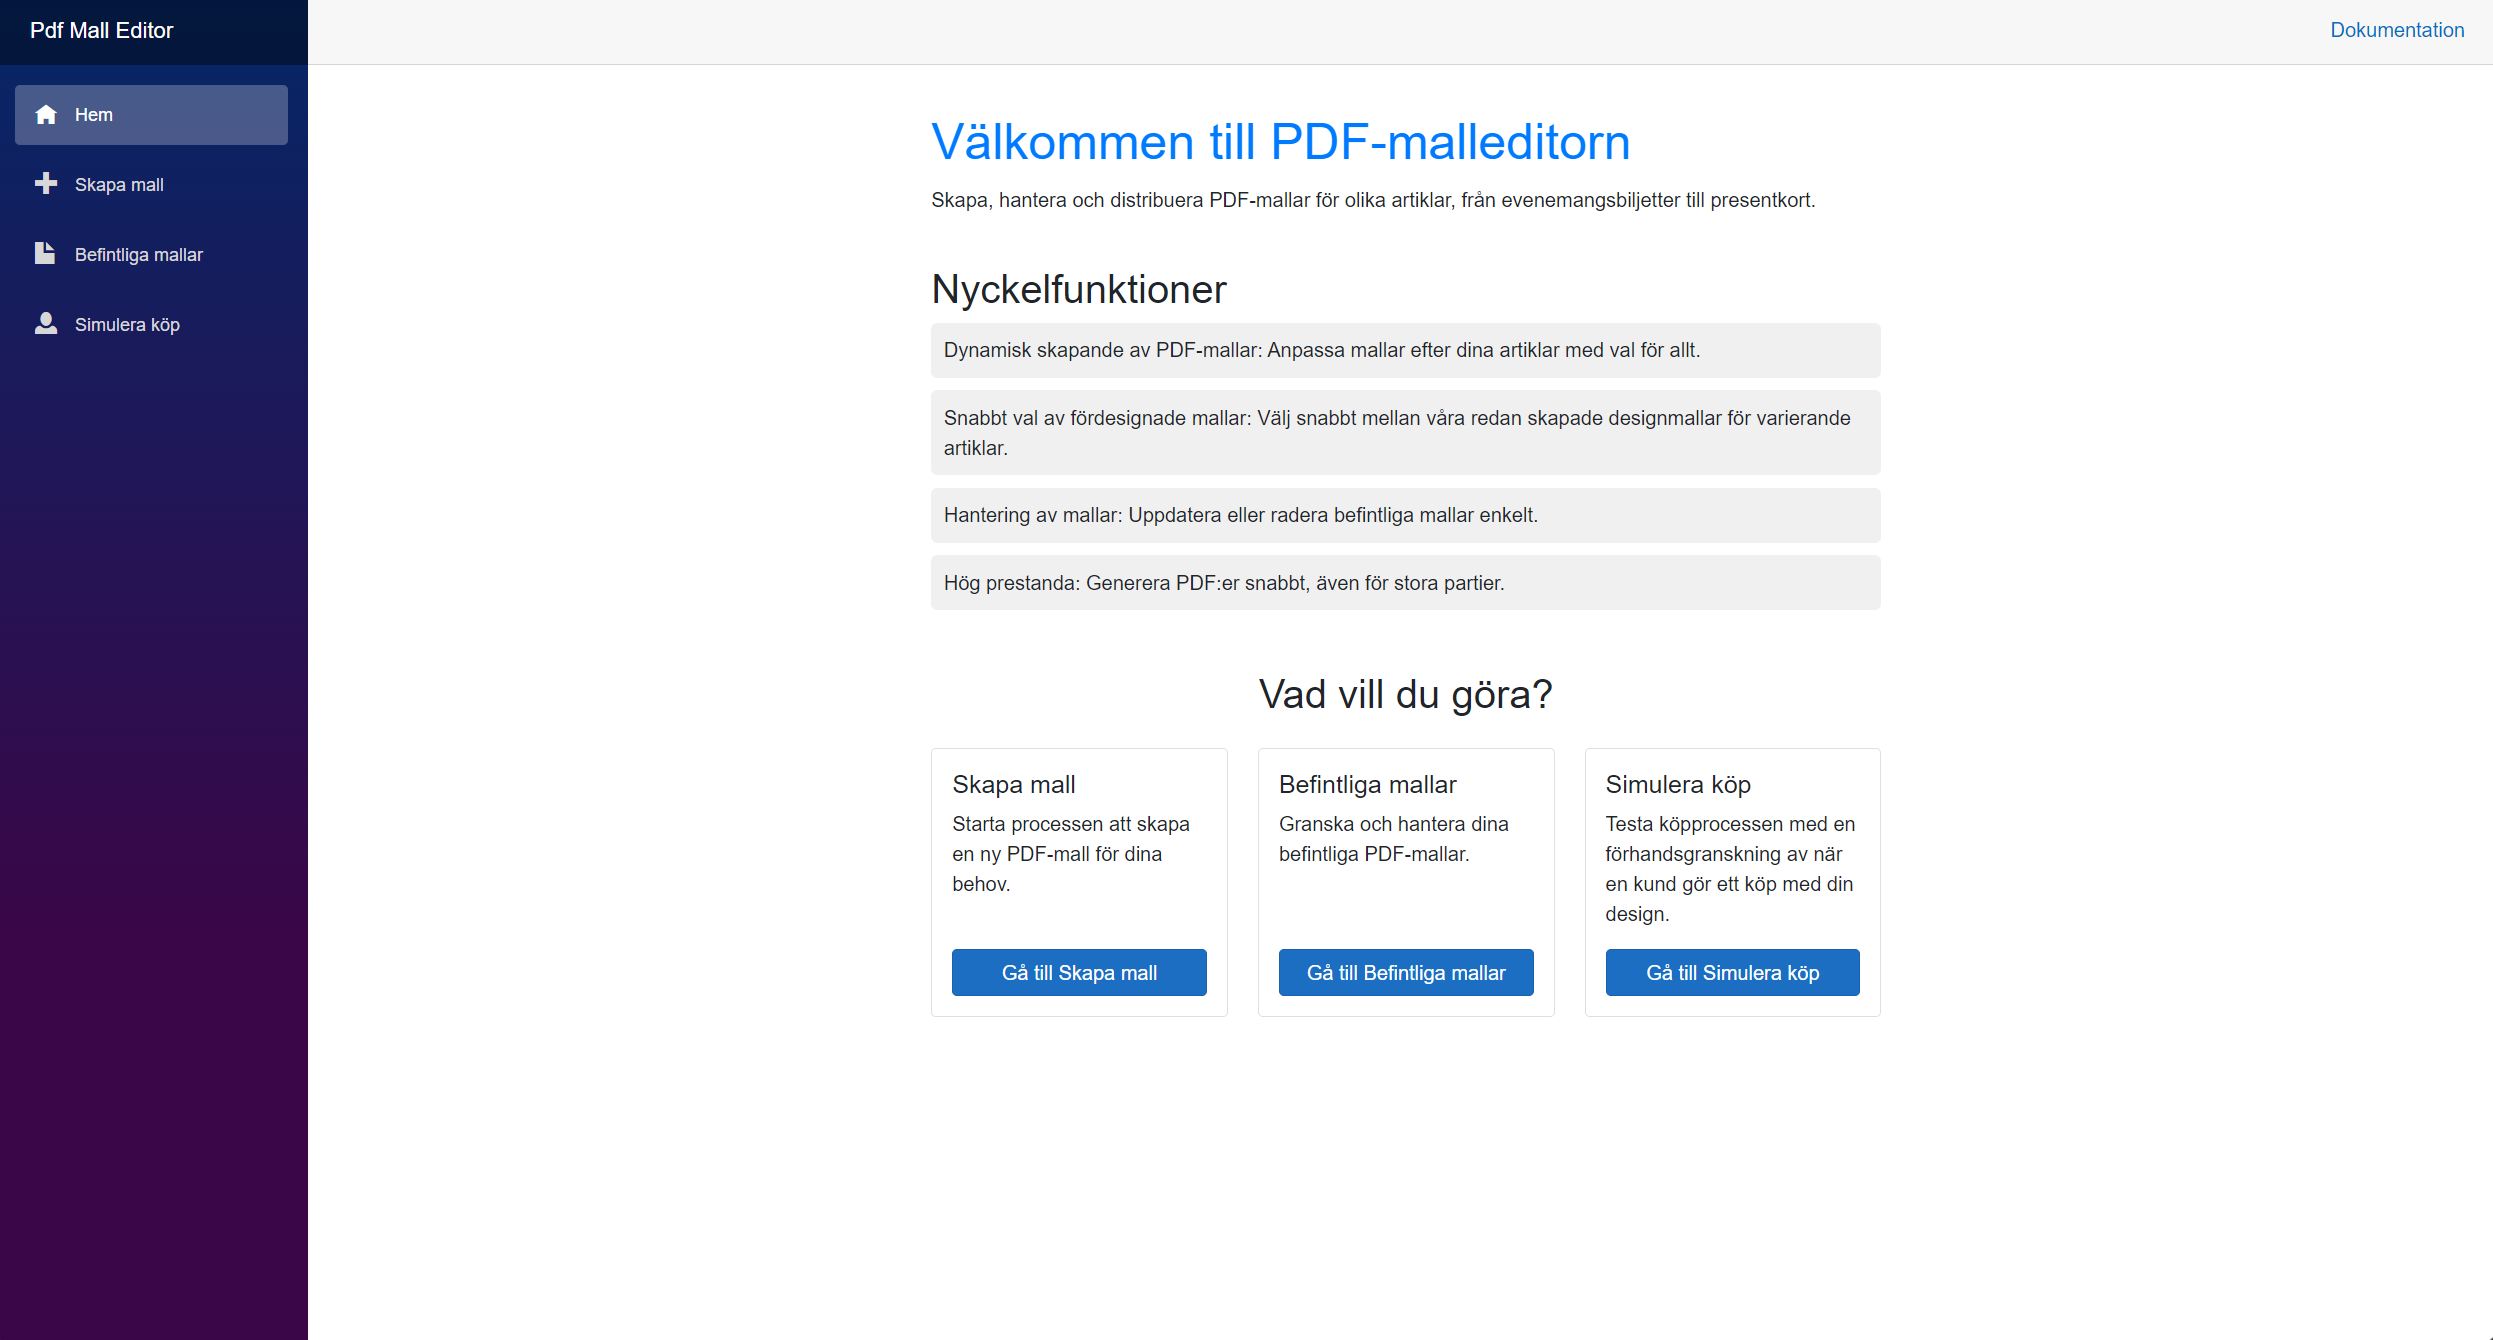 Pdf Mall Editor
Dokumentation
Hem
Skapa mall
Befintliga mallar
Simulera köp
Välkommen till PDF-malleditorn
Skapa, hantera och distribuera PDF-mallar för olika artiklar, från evenemangsbiljetter till presentkort.
Nyckelfunktioner
Dynamisk skapande av PDF-mallar: Anpassa mallar efter dina artiklar med val för allt.
Snabbt val av fördesignade mallar: Välj snabbt mellan våra redan skapade designmallar för varierande
artiklar.
Hantering av mallar: Uppdatera eller radera befintliga mallar enkelt.
Hög prestanda: Generera PDF:er snabbt, även för stora partier.
Vad vill du göra?
Skapa mall
Starta processen att skapa
en ny PDF-mall för dina
behov.
Gå till Skapa mall
Befintliga mallar
Granska och hantera dina
befintliga PDF-mallar.
Gå till Befintliga mallar
Simulera köp
Testa köpprocessen med en
förhandsgranskning av när
en kund gör ett köp med din
design.
Gå till Simulera köp